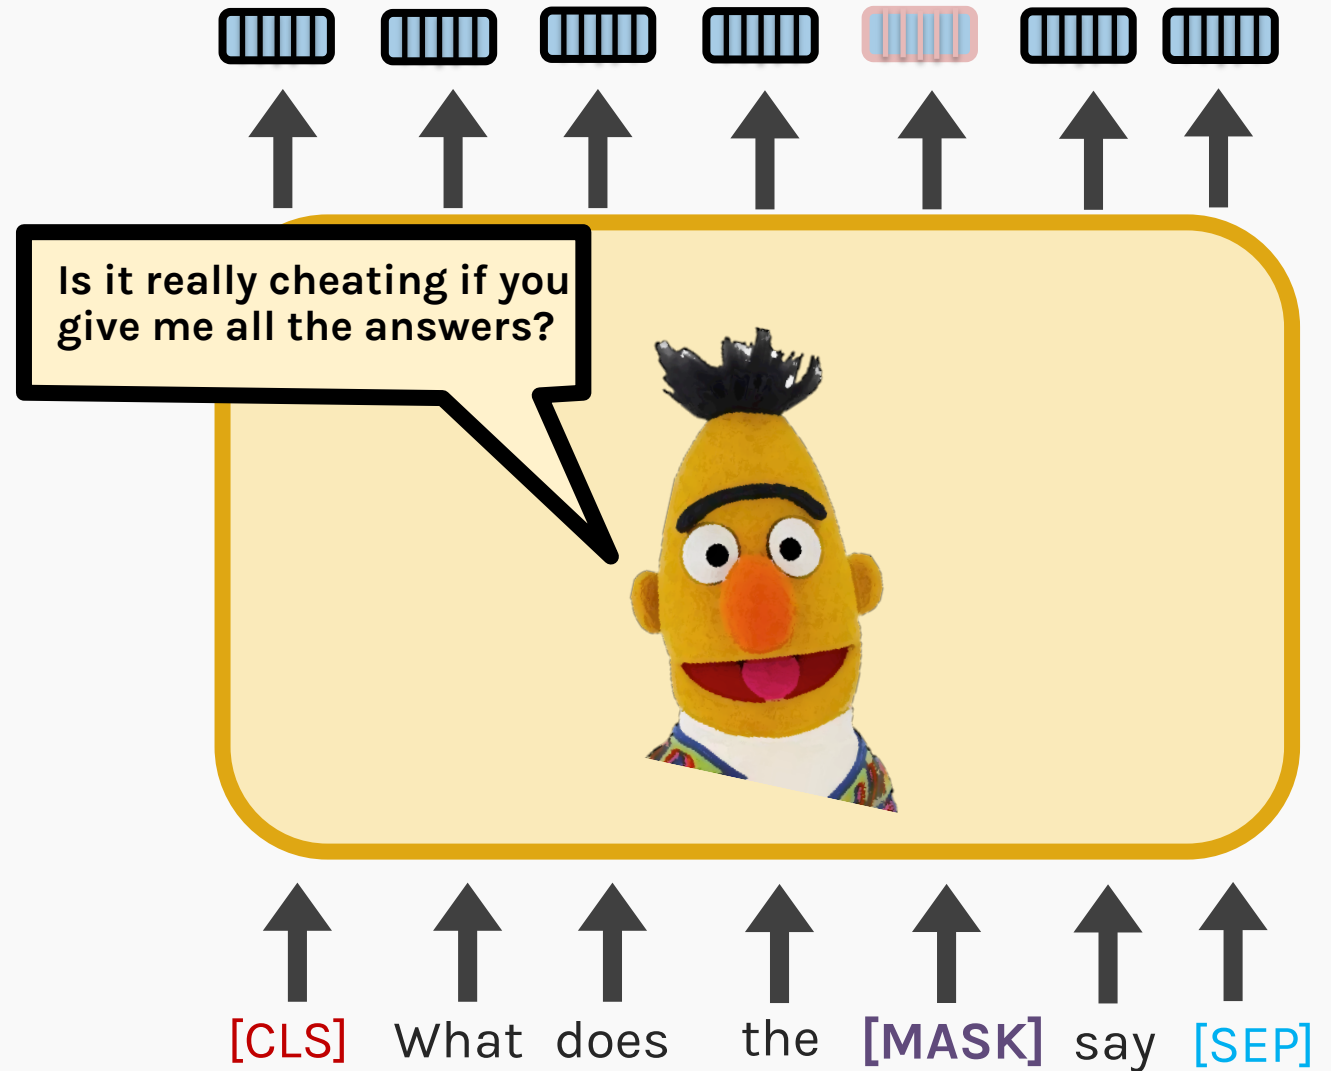 Is it really cheating if you
give me all the answers?
[CLS] What does the [MASK] say [SEP]